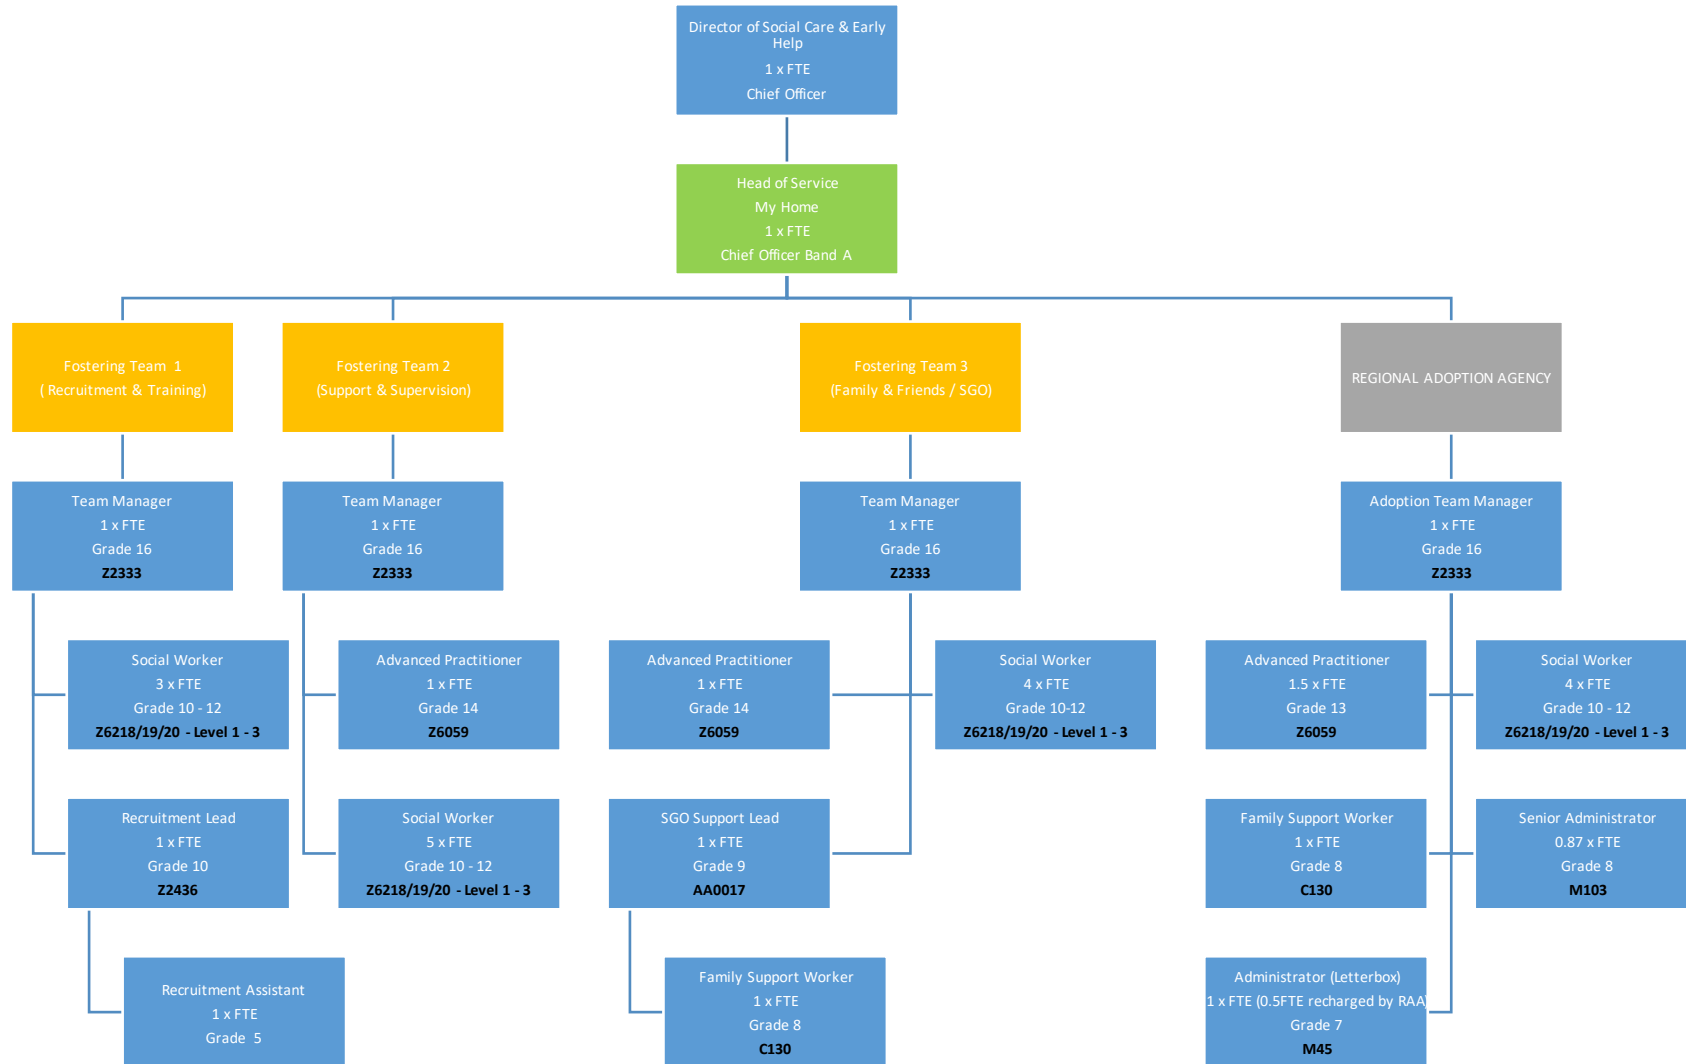 Director of Social Care & Early
Help
1 x FTE
Chief Officer
Head of Service
My Home
1 x FTE
Chief Officer Band A
Fostering Team 1
( Recruitment & Training)
Fostering Team 2
(Support & Supervision)
Fostering Team 3
(Family & Friends / SGO)
REGIONAL ADOPTION AGENCY
Team Manager
1 x FTE
Grade 16
Z2333
Team Manager
1 x FTE
Grade 16
Z2333
Team Manager
1 x FTE
Grade 16
Z2333
Adoption Team Manager
1 x FTE
Grade 16
Z2333
Social Worker
3 x FTE
Grade 10 - 12
Z6218/19/20 - Level 1 - 3
Advanced Practitioner
1 x FTE
Grade 14
Z6059
Advanced Practitioner
1 x FTE
Grade 14
Z6059
Social Worker
4 x FTE
Grade 10-12
Z6218/19/20 - Level 1 - 3
Advanced Practitioner
1.5 x FTE
Grade 13
Z6059
Social Worker
4 x FTE
Grade 10 - 12
Z6218/19/20 - Level 1 - 3
Recruitment Lead
1 x FTE
Grade 10
Z2436
Social Worker
5 x FTE
Grade 10 - 12
Z6218/19/20 - Level 1 - 3
SGO Support Lead
1 x FTE
Grade 9
AA0017
Family Support Worker
1 x FTE
Grade 8
C130
Senior Administrator
0.87 x FTE
Grade 8
M103
Recruitment Assistant
1 x FTE
Grade 5
Family Support Worker
1 x FTE
Grade 8
C130
Administrator (Letterbox)
1 x FTE (0.5FTE recharged by RAA)
Grade 7
M45